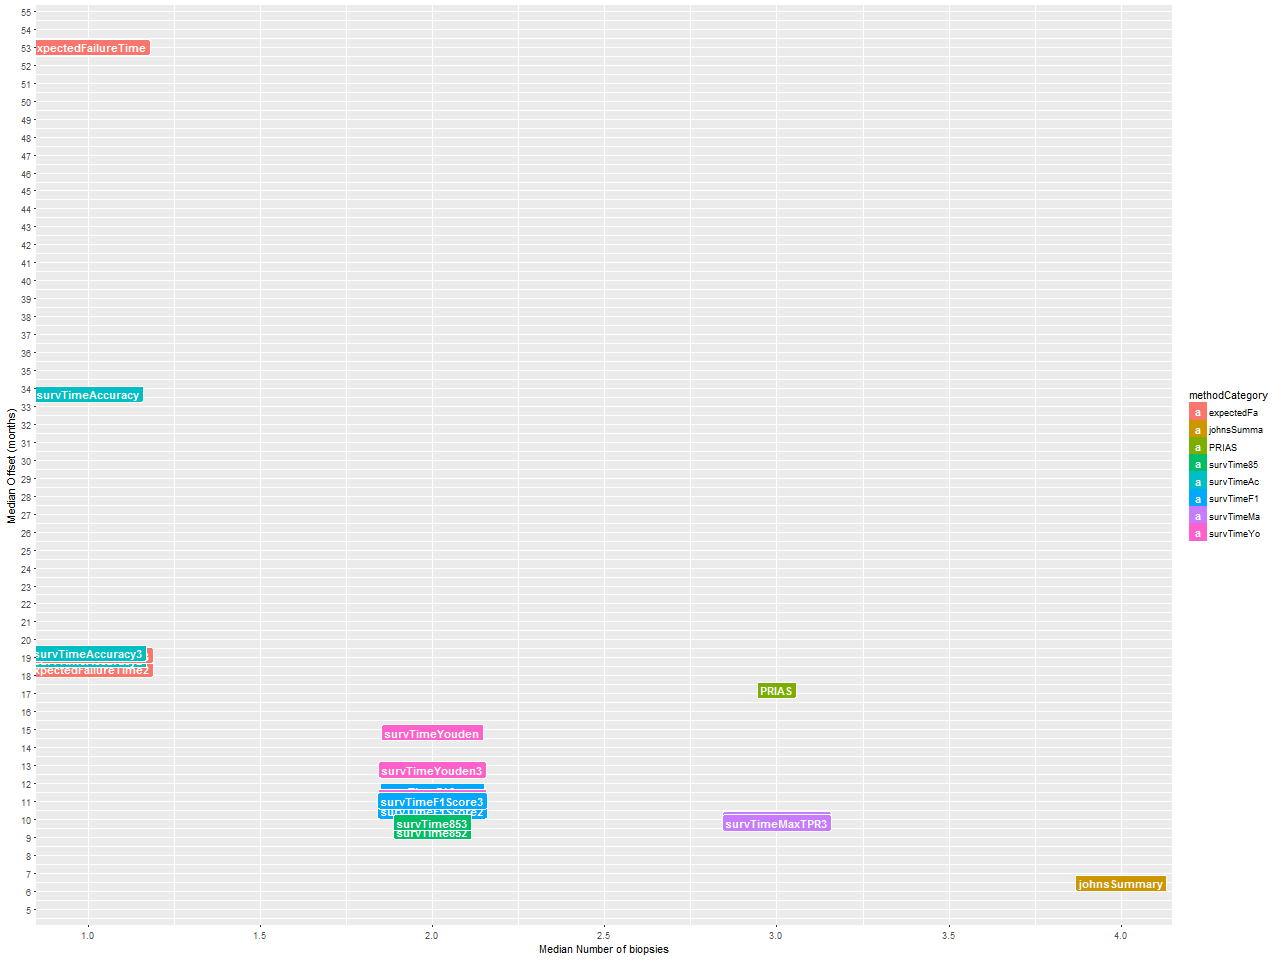 55
54
53
52
51
50
49
48
47
46
45
44
43
42
41
40
39
38
37
36
35
34
33
32
31
30
29
28
27
26
25
24
23
22
21
20
19
18
17
16
15
14
13
12
11
10
9
8
7
6
5
Median Offset (months)
xpectedFailureTime
survTimeAccuracy
survTimeAccuracy3
xpectedFailureTime2
PRIAS
survTimeYouden
survTimeYouden3
survTimeF1Score3
survTimeF1Score2
survTime853
survTime852
survTimeMaxTPR3
johnsSummary
1.0 1.5 2.0 2.5 3.0 3.5 4.0
Median Number of biopsies
methodCategory
a expectedFa
a johnsSumma
a PRIAS
a survTime85
a survTimeAc
a survTimeF1
a survTimeMa
a survTimeYo